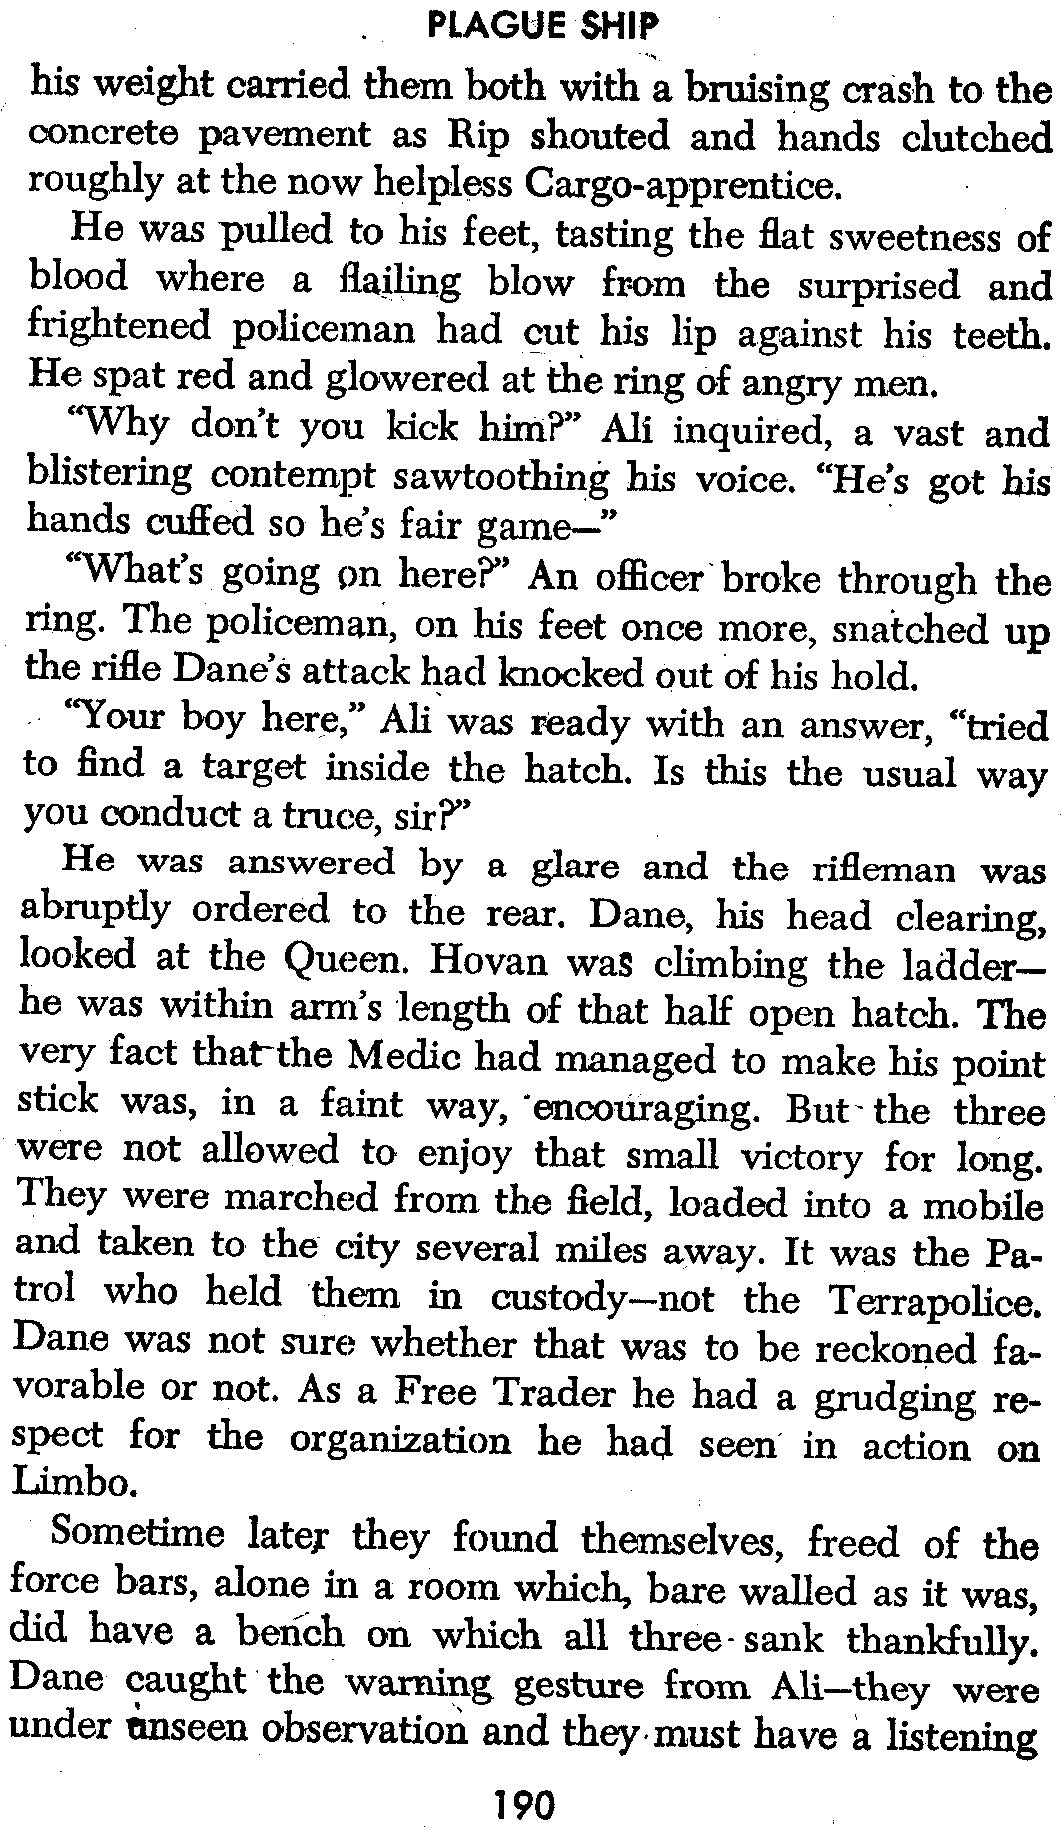 PLAGUE SHIP
his weight carried them both with a bruising crash to the
concrete pavement as Rip shouted and hands clutched
roughly at the now helpless Cargo-apprentice.
He was pulled to his feet, tasting the flat sweetness of
blood where a flailing blow from the surprised and
frightened policeman had cut his lip against his teeth.
He spat red and glowered at the ring of angry men.
“Why don’t you kick him?” Ali inquired, a vast and
blistering contempt sawtoothing his voice. “He’s got his
hands cuffed so he’s fair game—”
“What’s going on here?” An officer broke through the
ring. The policeman, on his feet once more, snatched up
the rifle Dane’s attack had knocked out of his hold.
“Your boy here,” Ali was ready with an answer, “tried
to find a target inside the hatch. Is this the usual way
you conduct a truce, sir?”
He was answered by a glare and the rifleman was
abruptly ordered to the rear. Dane, his head clearing,
looked at the Queen. Hovan was climbing the ladder—
he was within arm’s length of that half open hatch. The
very fact that the Medic had managed to make his point
stick was, in a faint way, encouraging. But the three
were not allowed to enjoy that small victory for long.
They were marched from the field, loaded into a mobile
and taken to the city several miles away. It was the Pa-
trol who held them in custody—not the Terrapolice.
Dane was not sure whether that was to be reckoned fa-
vorable or not. As a Free Trader he had a grudging re-
spect for the organization he had seen in action on
Limbo.
Sometime later they found themselves, freed of the
force bars, alone in a room which, bare walled as it was,
did have a bench on which all three sank thankfully.
Dane caught the warning gesture from Ali—they were
under unseen observation and they must have a listening
190